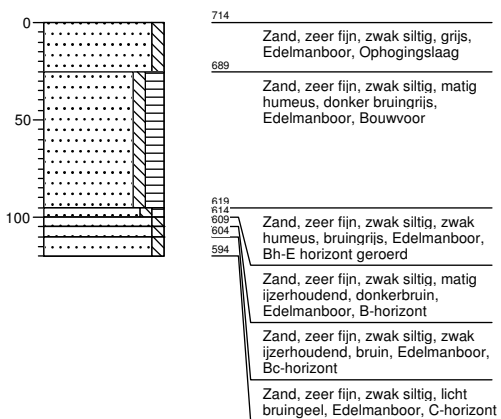 0
714
Zand, zeer fijn, zwak siltig, grijs,
Edelmanboor, Ophogingslaag
689
Zand, zeer fijn, zwak siltig, matig
humeus, donker bruingrijs,
Edelmanboor, Bouwvoor
50
619
614
100
609
604
594
Zand, zeer fijn, zwak siltig, zwak
humeus, bruingrijs, Edelmanboor,
Bh-E horizont geroerd
Zand, zeer fijn, zwak siltig, matig
ijzerhoudend, donkerbruin,
Edelmanboor, B-horizont
Zand, zeer fijn, zwak siltig, zwak
ijzerhoudend, bruin, Edelmanboor,
Bc-horizont
Zand, zeer fijn, zwak siltig, licht
bruingeel, Edelmanboor, C-horizont